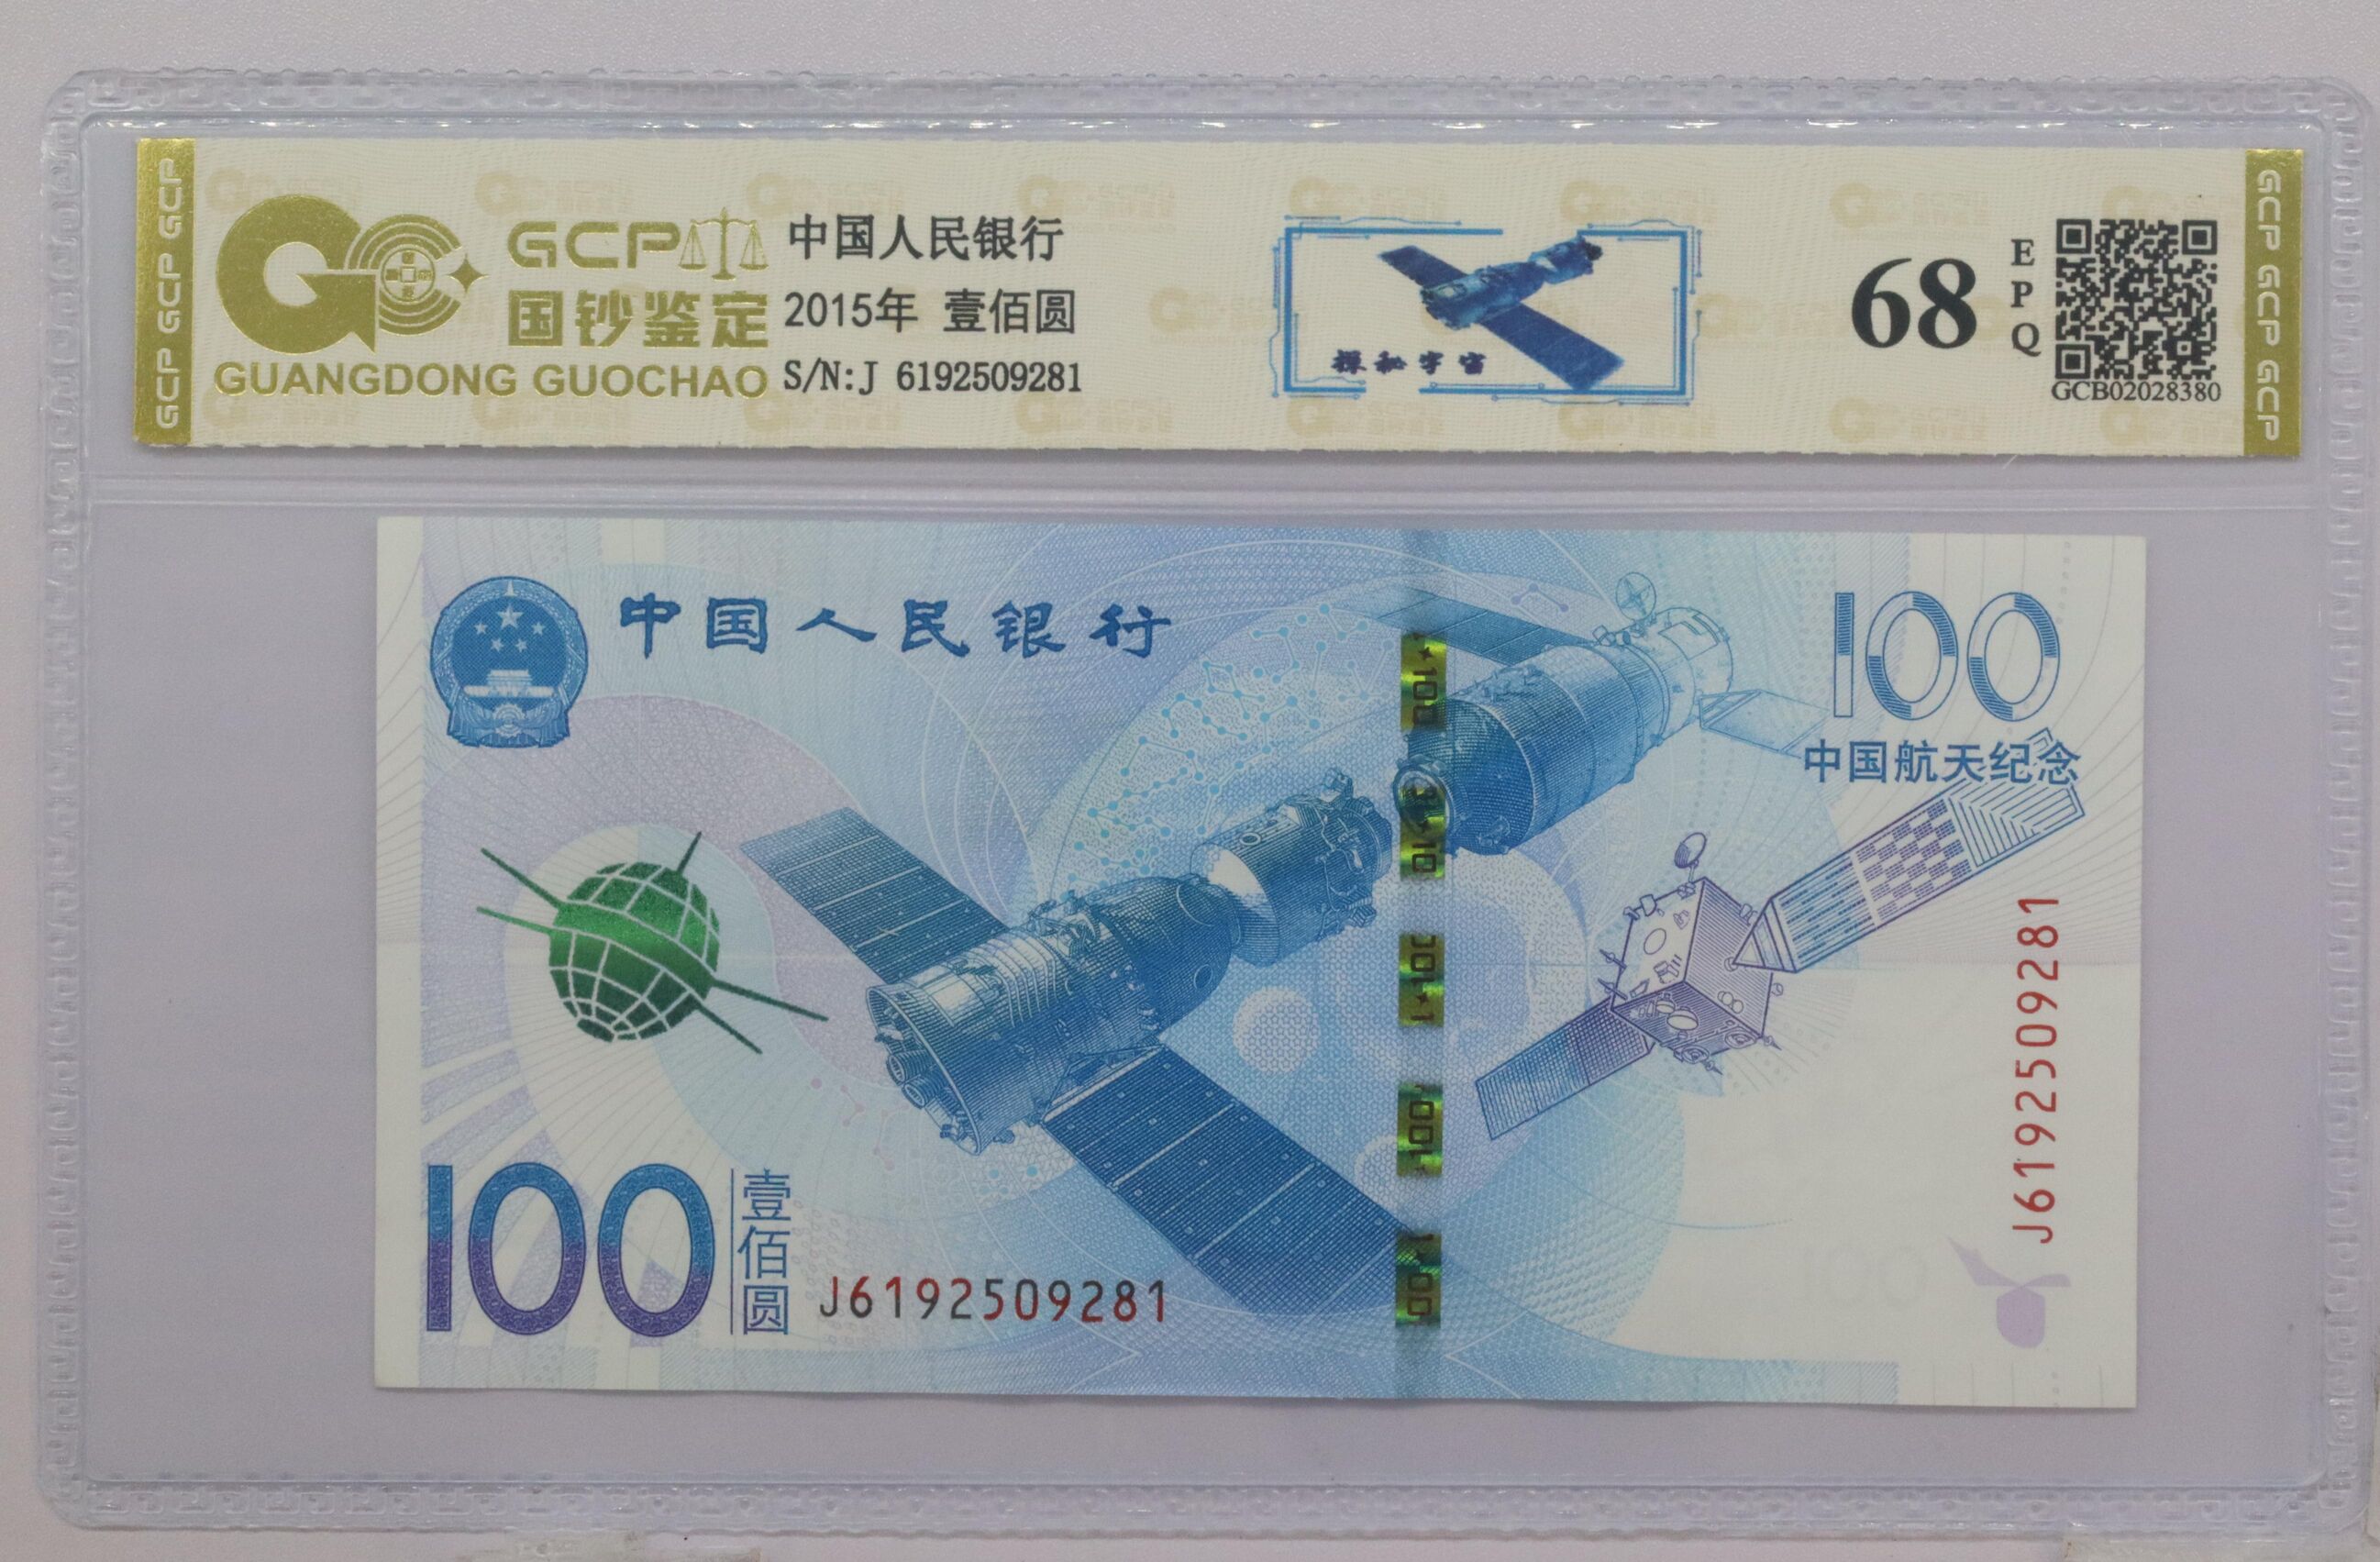 GCP GCP GCP
GCP
国钞鉴定
GUANGDONG GUOCHAO
中国人民银行
2015年 壹佰圆
S/N:J 6192509281
探秘宇宙
68
EPQ
GCB02028380
GCP GCP GCP
中国人民银行
100
中国航天纪念
J6192509281
100
壹佰圆
J6192509281